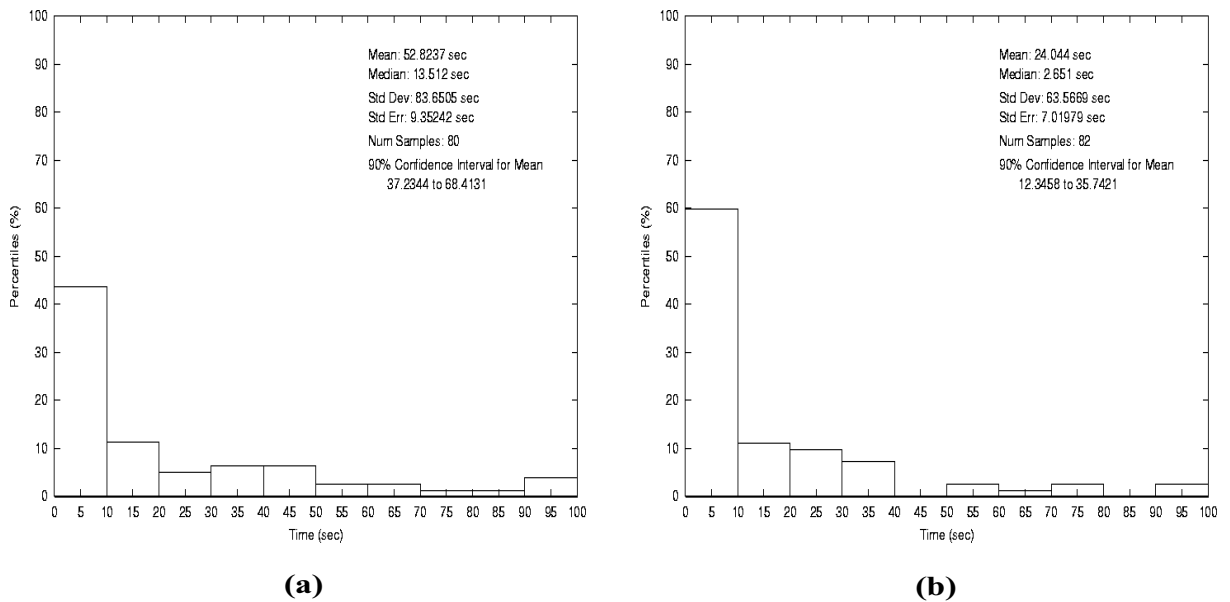 100
90
80
70
60
50
40
30
20
10
0
Percentiles (%)
Mean: 52.8237 sec
Median: 13.512 sec
Std Dev: 83.6505 sec
Std Err: 9.35242 sec
Num Samples: 80
90% Confidence Interval for Mean
37.2344 to 68.4131
0 5 10 15 20 25 30 35 40 45 50 55 60 65 70 75 80 85 90 95 100
Time (sec)
(a)
100
90
80
70
60
50
40
30
20
10
0
Percentiles (%)
Mean: 24.044 sec
Median: 2.651 sec
Std Dev: 63.5669 sec
Std Err: 7.01979 sec
Num Samples: 82
90% Confidence Interval for Mean
12.3458 to 35.7421
0 5 10 15 20 25 30 35 40 45 50 55 60 65 70 75 80 85 90 95 100
Time (sec)
(b)